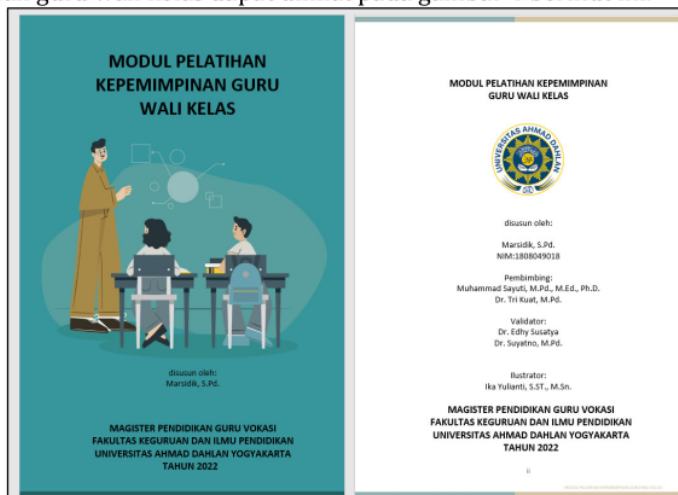 MODUL PELATIHAN
KEPEMIMPINAN GURU
WALI KELAS
disusun oleh:
Marsidik, S.Pd.
MAGISTER PENDIDIKAN GURU VOKASI
FAKULTAS KEGURUAN DAN ILMU PENDIDIKAN
UNIVERSITAS AHMAD DAHLAN YOGYAKARTA
TAHUN 2022
MODUL PELATIHAN KEPEMIMPINAN
GURU WALI KELAS
UNIVERSITAS AHMAD DAHLAN
disusun oleh:
Marsidik, S.Pd.
NIM:1808049018
Pembimbing:
Muhammad Sayuti, M.Pd., M.Ed., Ph.D.
Dr. Tri Kuat, M.Pd.
Validator:
Dr. Edhy Susatya
Dr. Suyatno, M.Pd.
Ilustrator:
Ika Yulianti, S.ST., M.Sn.
MAGISTER PENDIDIKAN GURU VOKASI
FAKULTAS KEGURUAN DAN ILMU PENDIDIKAN
UNIVERSITAS AHMAD DAHLAN YOGYAKARTA
TAHUN 2022
ii